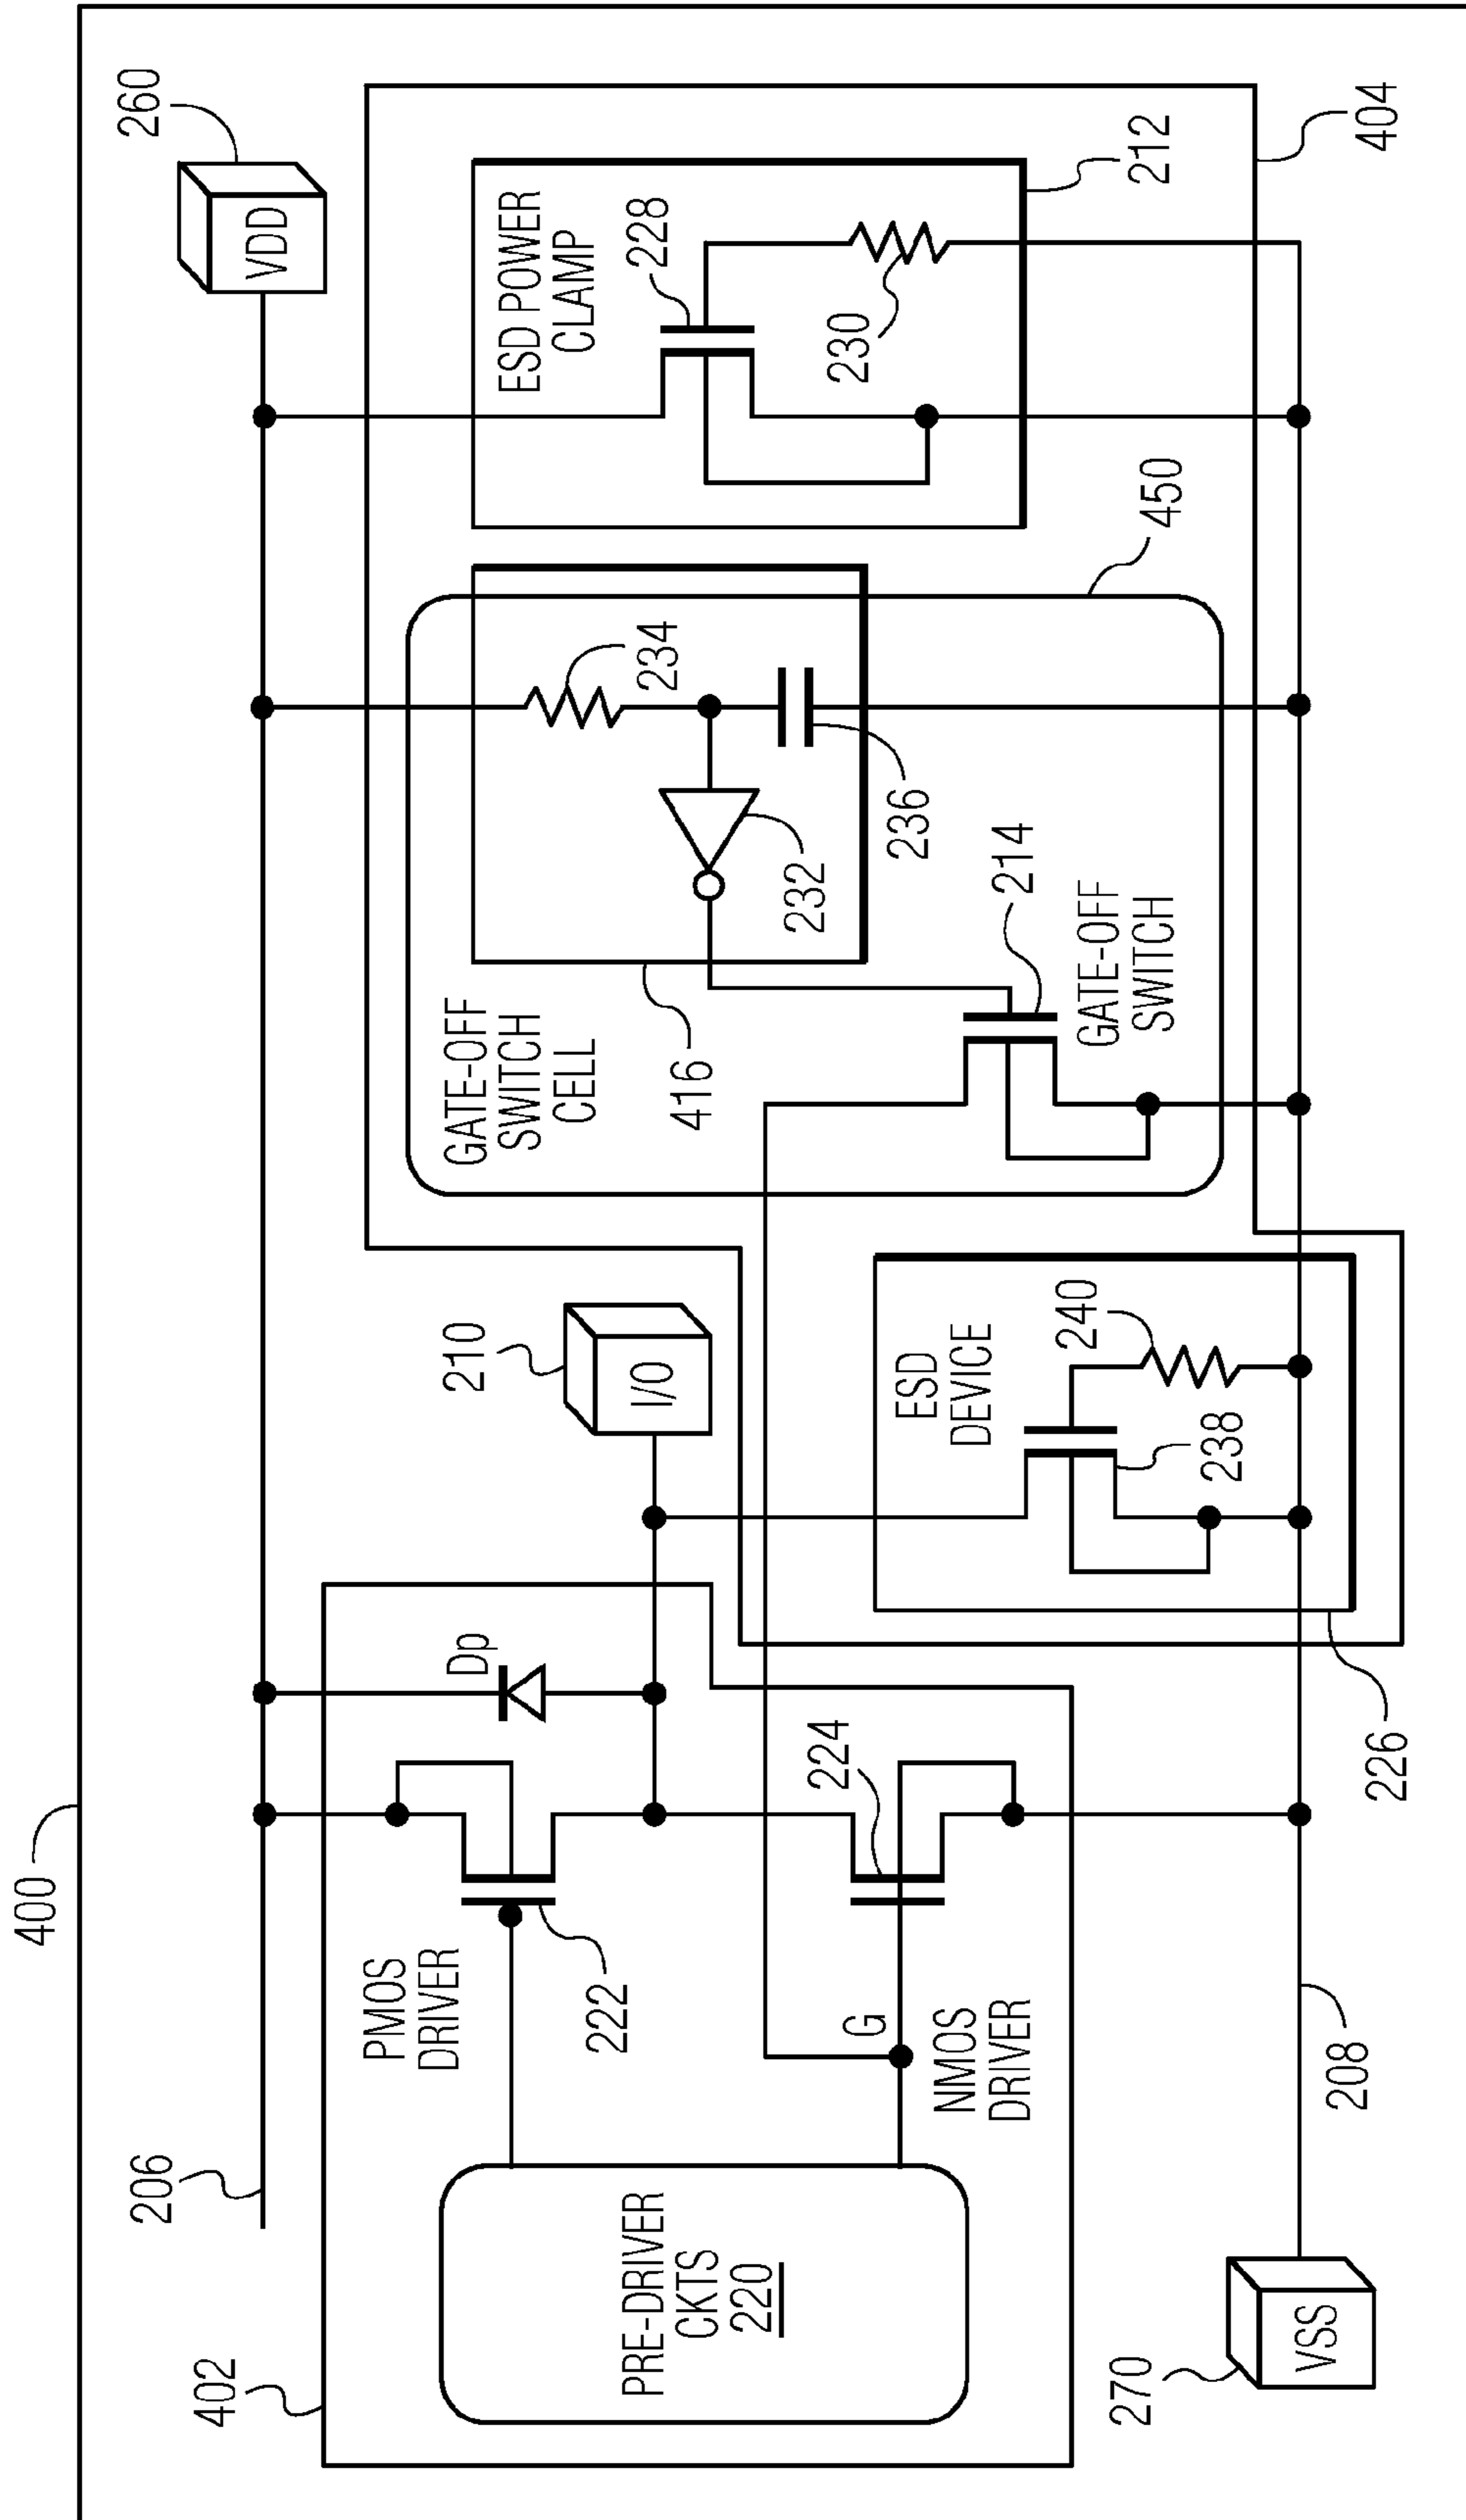 400
206
260
VDD
402
PRE-DRIVER
CKTS
220
PMOS
DRIVER
222
Dp
224
G
NMOS
DRIVER
210
I/O
GATE-OFF
SWITCH
CELL
416
234
232
236
214
GATE-OFF
SWITCH
450
ESD POWER
CLAMP
228
230
212
404
ESD
DEVICE
240
238
226
208
270
VSS